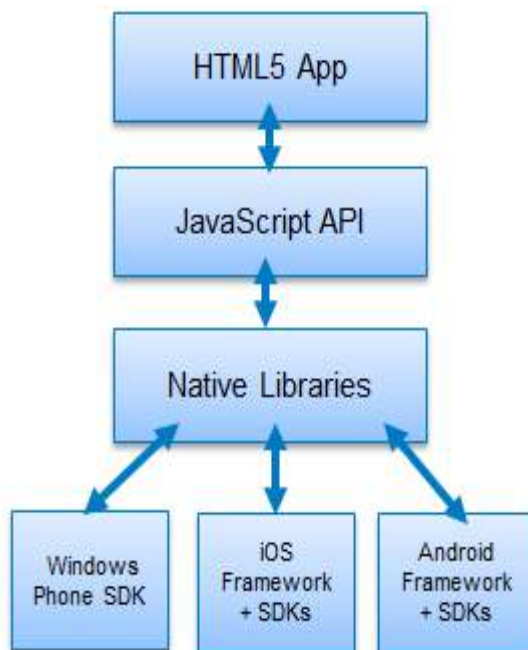 HTML5 App
JavaScript API
Native Libraries
Windows
Phone SDK
iOS
Framework
+ SDKs
Android
Framework
+ SDKs